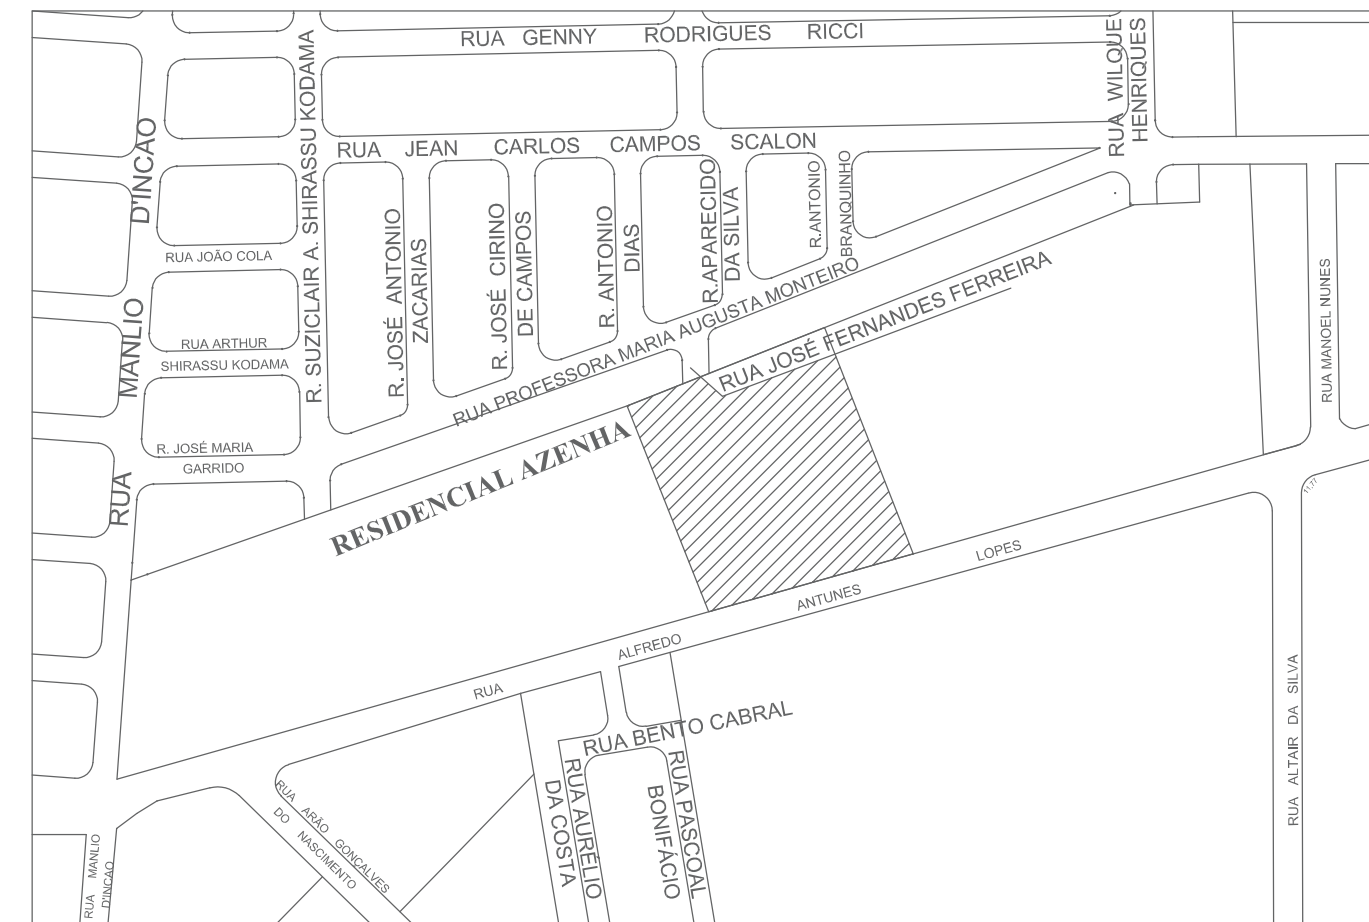 RUA GENNY RODRIGUES RICCI
RUA WILQUE
HENRIQUES
R. SUZICLAIR A. SHIRASSU KODAMA
RUA MANLIO D'INCAO
RUA JEAN CARLOS CAMPOS SCALON
RUA JOÃO COLA
RUA ARTHUR
SHIRASSU KODAMA
R. JOSÉ MARIA
GARRIDO
R. JOSÉ ANTONIO
ZACARIAS
R. JOSÉ CIRINO
DE CAMPOS
R. ANTONIO
DIAS
R.APARECIDO
DA SILVA
R.ANTONIO
BRANQUINHO
RUA PROFESSORA MARIA AUGUSTA MONTEIRO
RUA JOSÉ FERNANDES FERREIRA
RUA MANOEL NUNES
RESIDENCIAL AZENHA
11,77
RUA ALFREDO ANTUNES LOPES
RUA BENTO CABRAL
RUA AURÉLIO
DA COSTA
RUA PASCOAL
BONIFÁCIO
RUA ALTAIR DA SILVA
RUA ARÃO GONÇALVES
DO NASCIMENTO
RUA MANLIO
D'INCAO